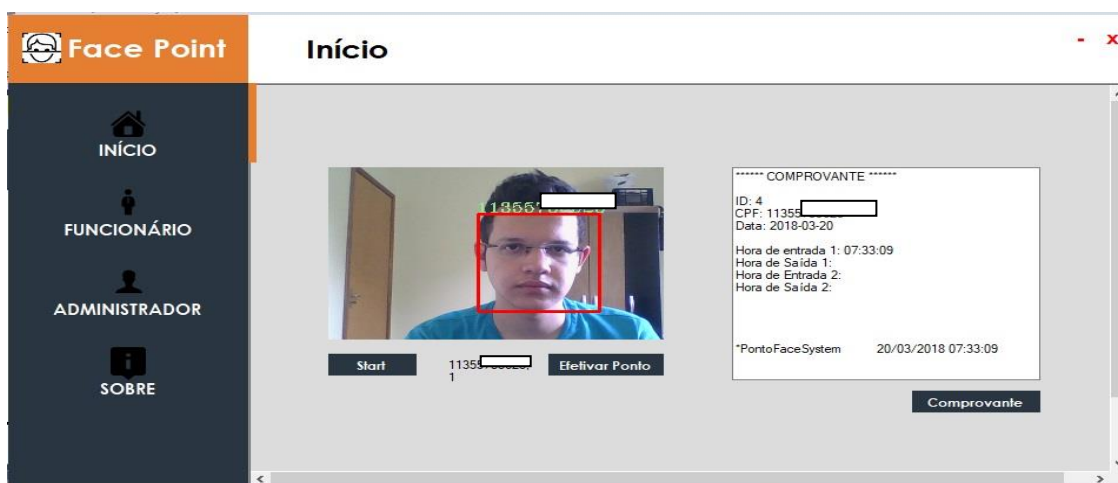 Face Point
Início
- x
INÍCIO
FUNCIONÁRIO
ADMINISTRADOR
i
SOBRE
Start
1
Efetivar Ponto
****** COMPROVANTE ******
ID: 4
CPF:
Data: 2018-03-20
Hora de entrada 1: 07:33:09
Hora de Saída 1:
Hora de Entrada 2:
Hora de Saída 2:
*PontoFaceSystem 20/03/2018 07:33:09
Comprovante